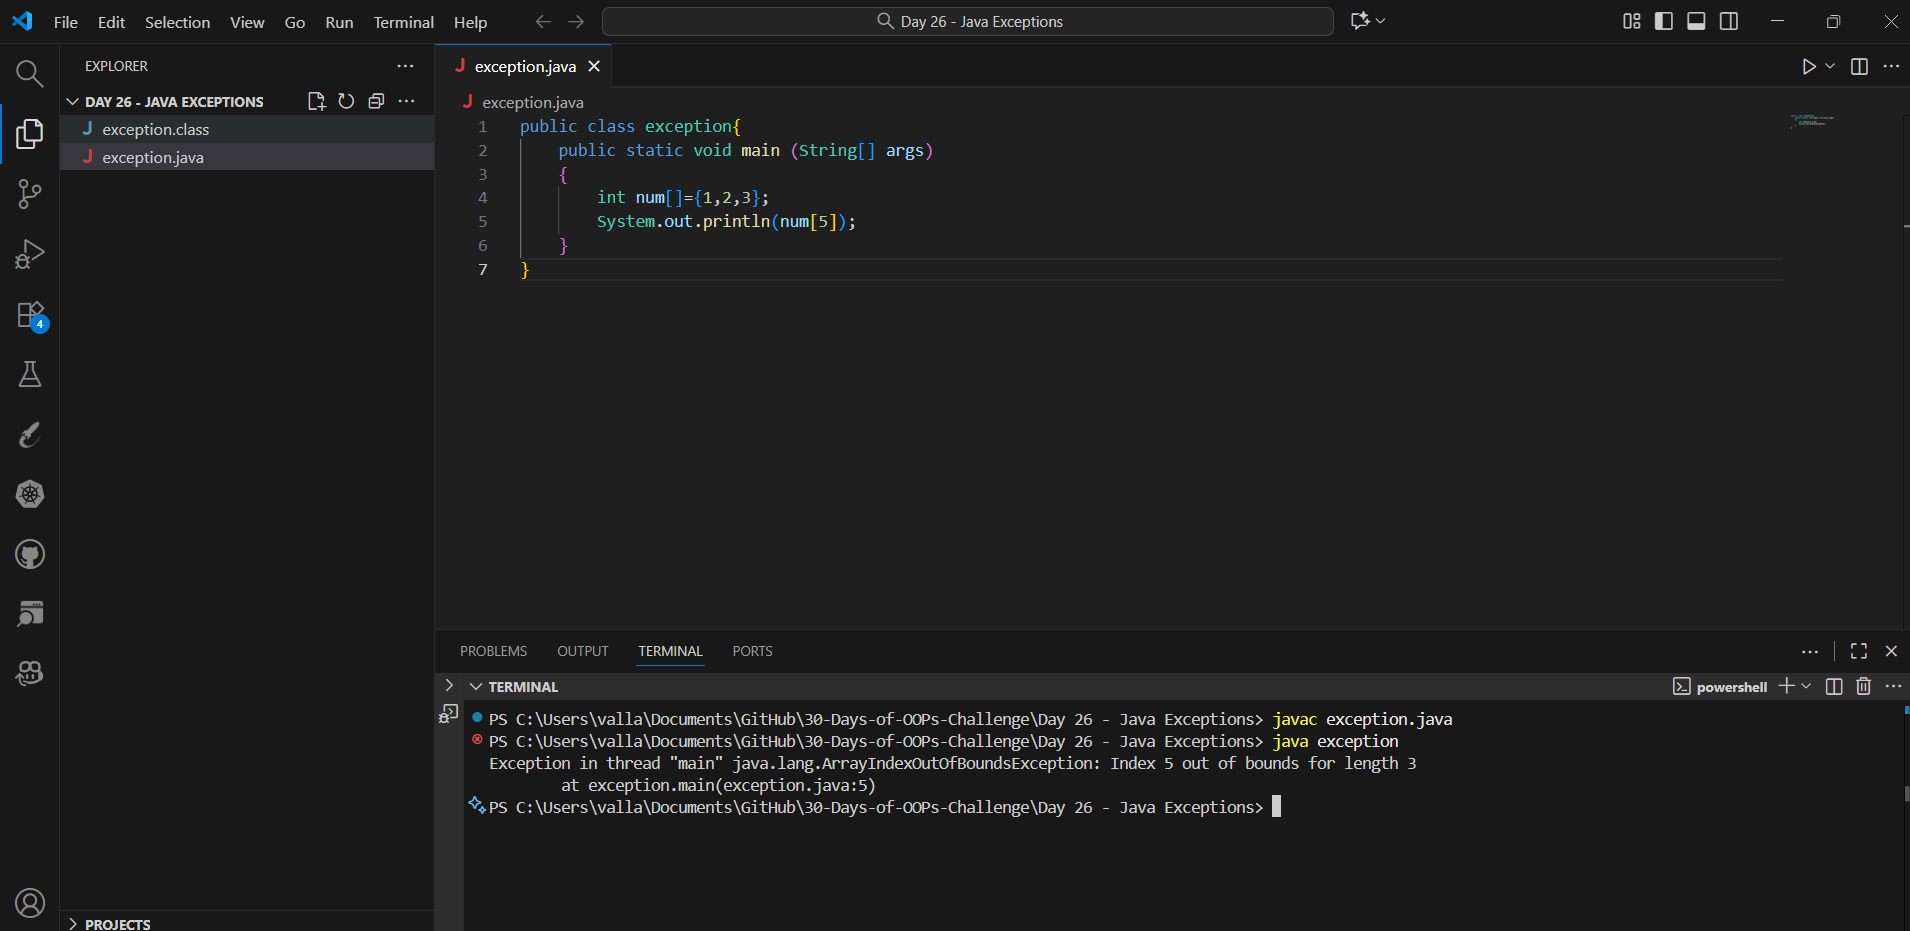 File Edit Selection View Go Run Terminal Help
Day 26 - Java Exceptions
EXPLORER
DAY 26 - JAVA EXCEPTIONS
exception.class
exception.java
4
PROJECTS
exception.java
exception.java
1 public class exception{
2 public static void main (String[] args)
3 {
4 int num[]={1,2,3};
5 System.out.println(num[5]);
6 }
7 }
PROBLEMS OUTPUT TERMINAL PORTS
TERMINAL
powershell
PS C:\Users\valla\Documents\GitHub\30-Days-of-OOPs-Challenge\Day 26 - Java Exceptions> javac exception.java
PS C:\Users\valla\Documents\GitHub\30-Days-of-OOPs-Challenge\Day 26 - Java Exceptions> java exception
Exception in thread "main" java.lang.ArrayIndexOutOfBoundsException: Index 5 out of bounds for length 3
at exception.main(exception.java:5)
PS C:\Users\valla\Documents\GitHub\30-Days-of-OOPs-Challenge\Day 26 - Java Exceptions>